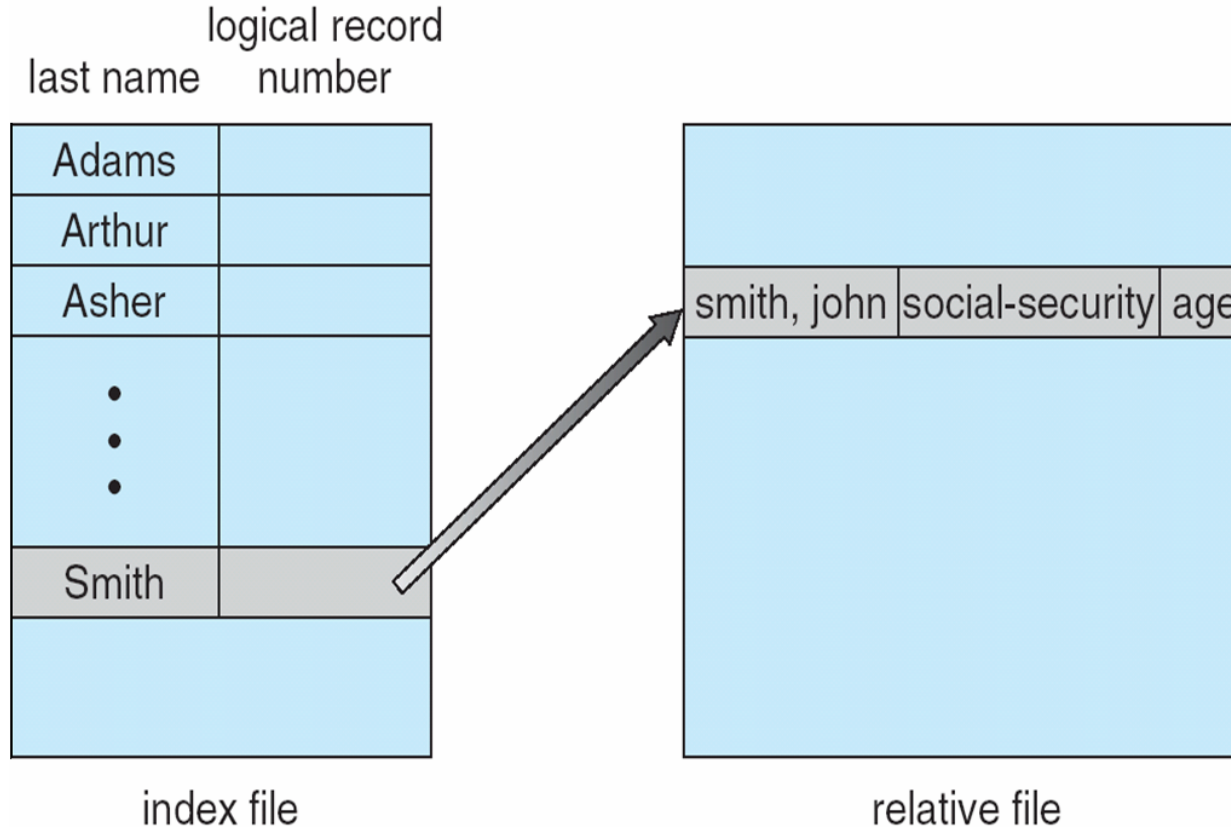 logical record
last name number
Adams
Arthur
Asher
smith, john social-security age
Smith
index file relative file